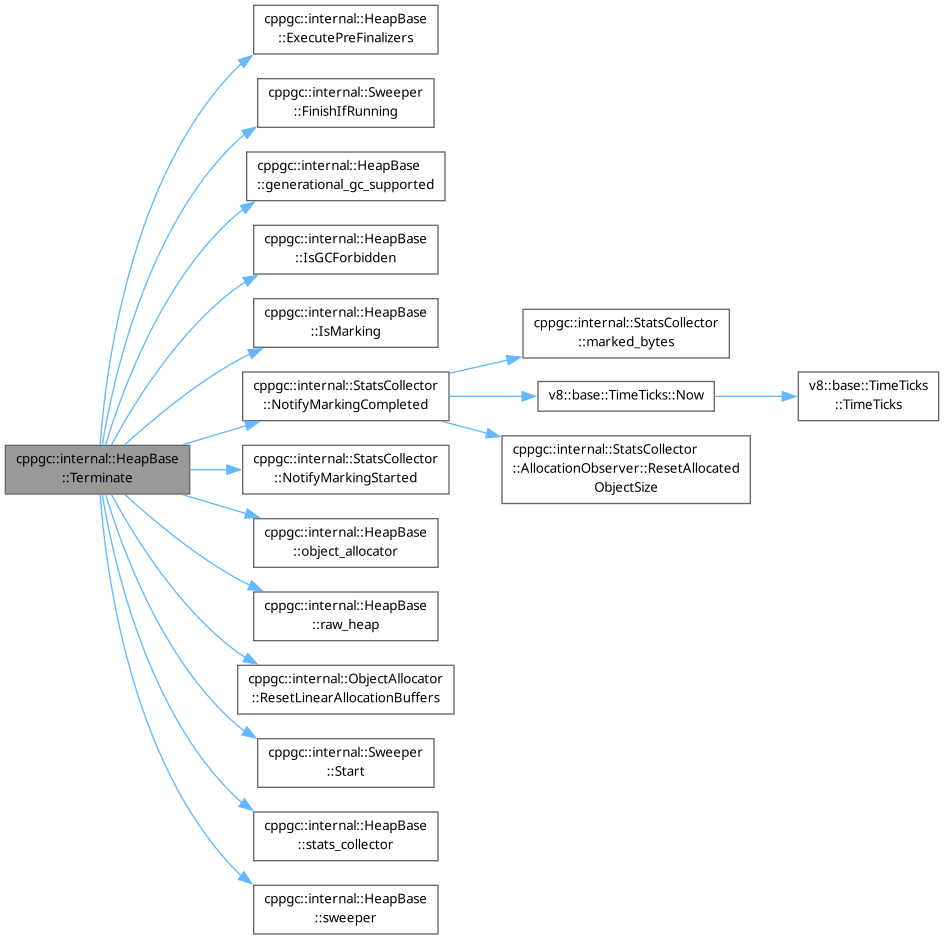 cppgc::internal::HeapBase
::ExecutePreFinalizers
cppgc::internal::Sweeper
::FinishIfRunning
cppgc::internal::HeapBase
::generational_gc_supported
cppgc::internal::HeapBase
::IsGCForbidden
cppgc::internal::HeapBase
::IsMarking
cppgc::internal::StatsCollector
::NotifyMarkingCompleted
cppgc::internal::StatsCollector
::marked_bytes
v8::base::TimeTicks::Now
v8::base::TimeTicks
::TimeTicks
cppgc::internal::StatsCollector
::AllocationObserver::ResetAllocated
ObjectSize
cppgc::internal::HeapBase
::Terminate
cppgc::internal::StatsCollector
::NotifyMarkingStarted
cppgc::internal::HeapBase
::object_allocator
cppgc::internal::HeapBase
::raw_heap
cppgc::internal::ObjectAllocator
::ResetLinearAllocationBuffers
cppgc::internal::Sweeper
::Start
cppgc::internal::HeapBase
::stats_collector
cppgc::internal::HeapBase
::sweeper